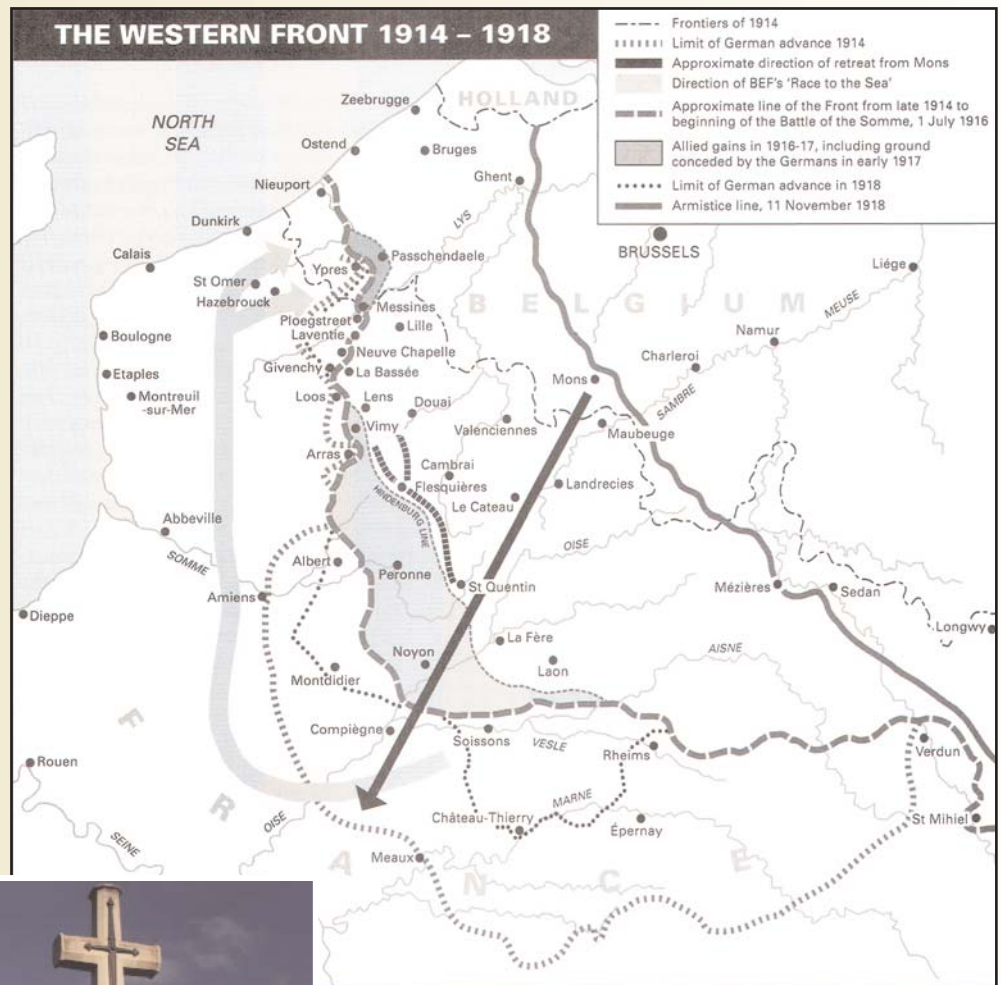 THE WESTERN FRONT 1914 – 1918
Frontiers of 1914
Limit of German advance 1914
Approximate direction of retreat from Mons
Direction of BEF's 'Race to the Sea'
Approximate line of the Front from late 1914 to
beginning of the Battle of the Somme, 1 July 1916
Allied gains in 1916-17, including ground
conceded by the Germans in early 1917
Limit of German advance in 1918
Armistice line, 11 November 1918
HOLLAND
Zeebrugge
NORTH
SEA
Ostend
Bruges
Ghent
Nieuport
LYS
Dunkirk
BRUSSELS
Calais
Ypres
Passchendaele
Liége
St Omer
Hazebrouck
BELGIUM
MEUSE
Messines
Ploegstreet
Lille
Laventie
Boulogne
Namur
Neuve Chapelle
Charleroi
Givenchy
La Bassée
Etaples
Mons
SAMBRE
Montreuil
-sur-Mer
Loos
Lens
Douai
Vimy
Valenciennes
Maubeuge
Arras
Cambrai
Flesquières
Landrecies
HINDENBURG LINE
Le Cateau
Abbeville
SOMME
OISE
Albert
Peronne
St Quentin
Mézières
Sedan
Amiens
Dieppe
Longwy
La Fère
AISNE
Noyon
Laon
Montdidier
FRANCE
Compiègne
Soissons
VESLE
Rheims
Verdun
Rouen
OISE
Château-Thierry
MARNE
Épernay
St Mihiel
SEINE
Meaux